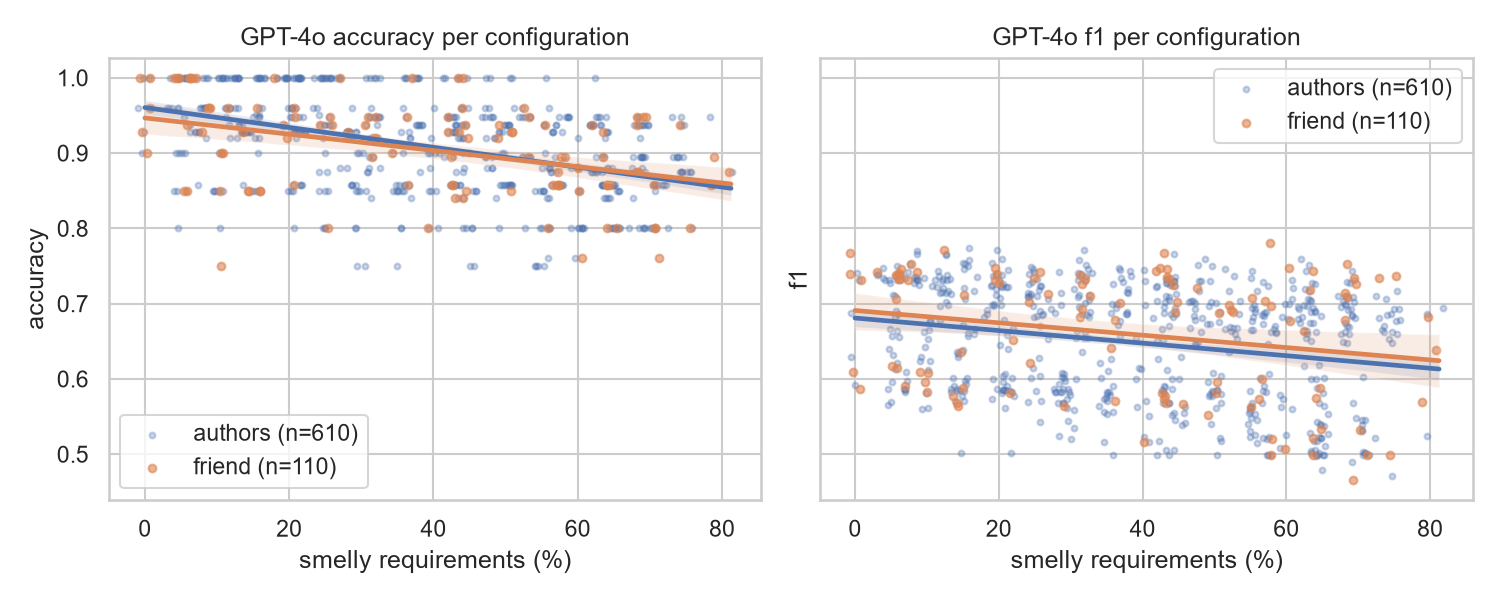 GPT-4o accuracy per configuration
accuracy
1.0
0.9
0.8
0.7
0.6
0.5
authors (n=610)
friend (n=110)
0
20
40
60
80
smelly requirements (%)
GPT-4o f1 per configuration
f1
authors (n=610)
friend (n=110)
0
20
40
60
80
smelly requirements (%)